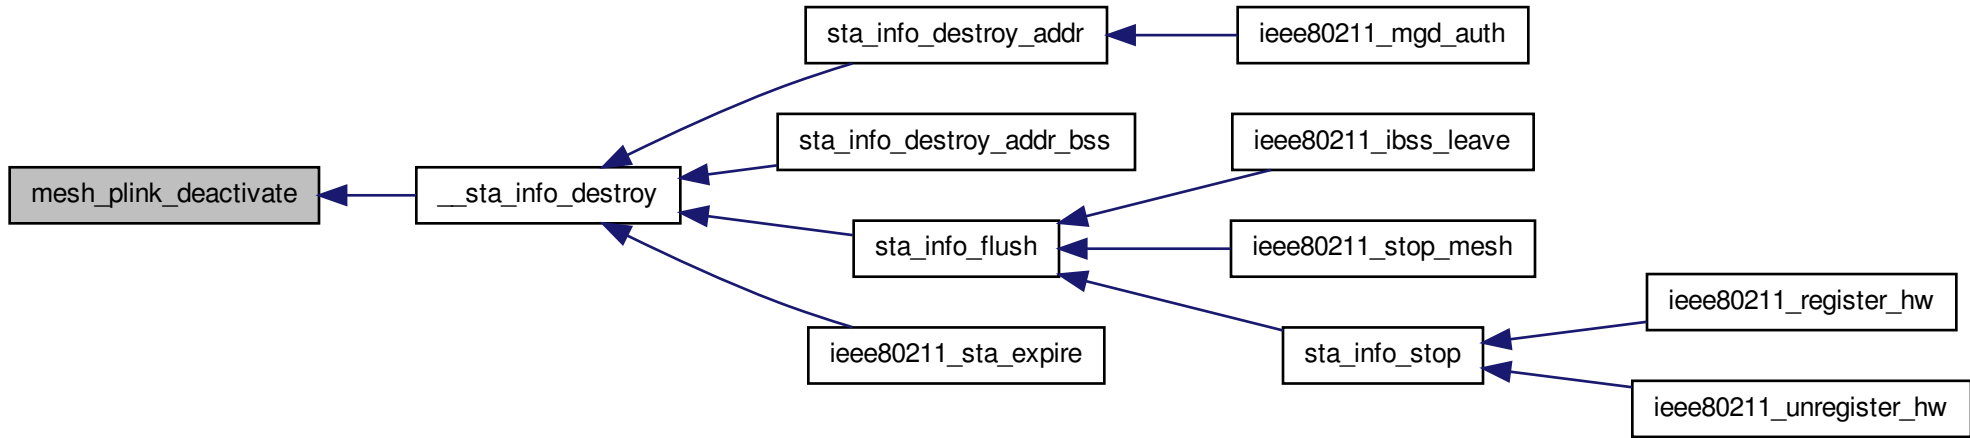 sta_info_destroy_addr
ieee80211_mgd_auth
sta_info_destroy_addr_bss
ieee80211_ibss_leave
mesh_plink_deactivate
__sta_info_destroy
sta_info_flush
ieee80211_stop_mesh
ieee80211_register_hw
ieee80211_sta_expire
sta_info_stop
ieee80211_unregister_hw